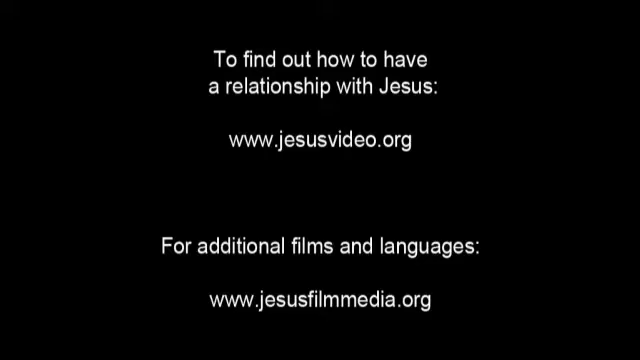 To find out how to have
a relationship with Jesus:
www.jesusvideo.org
For additional films and languages:
www.jesusfilmmedia.org